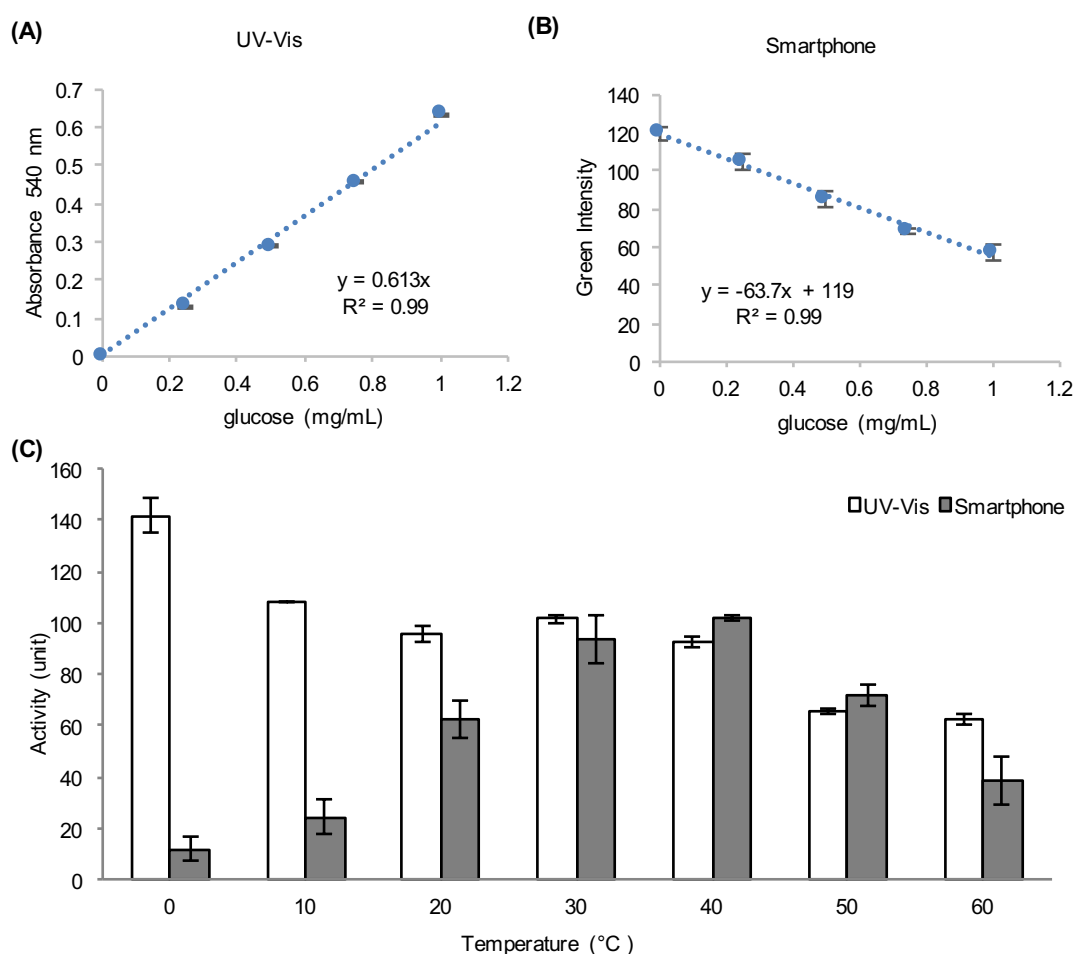 (A)
UV-Vis
Absorbance 540 nm
0.7
0.6
0.5
0.4
0.3
0.2
0.1
0
y = 0.613x
R² = 0.99
0 0.2 0.4 0.6 0.8 1 1.2
glucose (mg/mL)
(B)
Smartphone
Green Intensity
140
120
100
80
60
40
20
0
y = -63.7x + 119
R² = 0.99
0 0.2 0.4 0.6 0.8 1 1.2
glucose (mg/mL)
(C)
Activity (unit)
160
140
120
100
80
60
40
20
0
UV-Vis Smartphone
0 10 20 30 40 50 60
Temperature (°C )